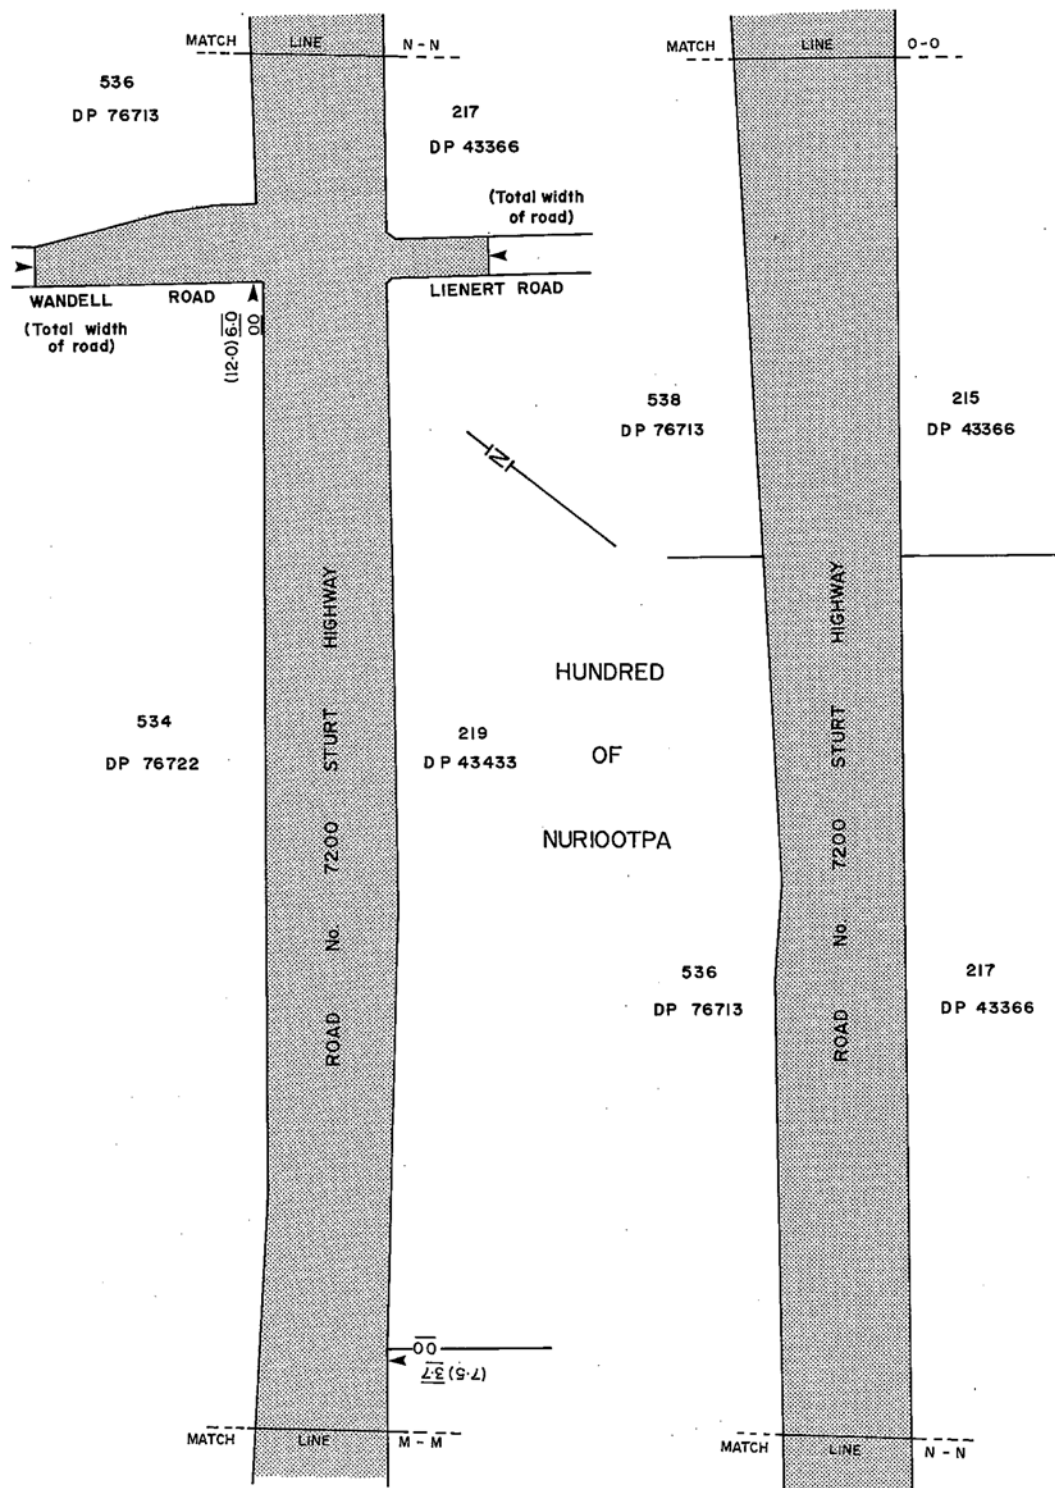 MATCH LINE N - N
536
DP 76713
217
DP 43366
(Total width
of road)
WANDELL ROAD
(Total width
of road)
LIENERT ROAD
(12·0) 6·0
00
N
534
DP 76722
219
DP 43433
ROAD No. 7200 STURT HIGHWAY
00
(7·5) 3·7
MATCH LINE M - M
HUNDRED
OF
NURIOOTPA
MATCH LINE O-O
538
DP 76713
215
DP 43366
ROAD No. 7200 STURT HIGHWAY
536
DP 76713
217
DP 43366
MATCH LINE N - N